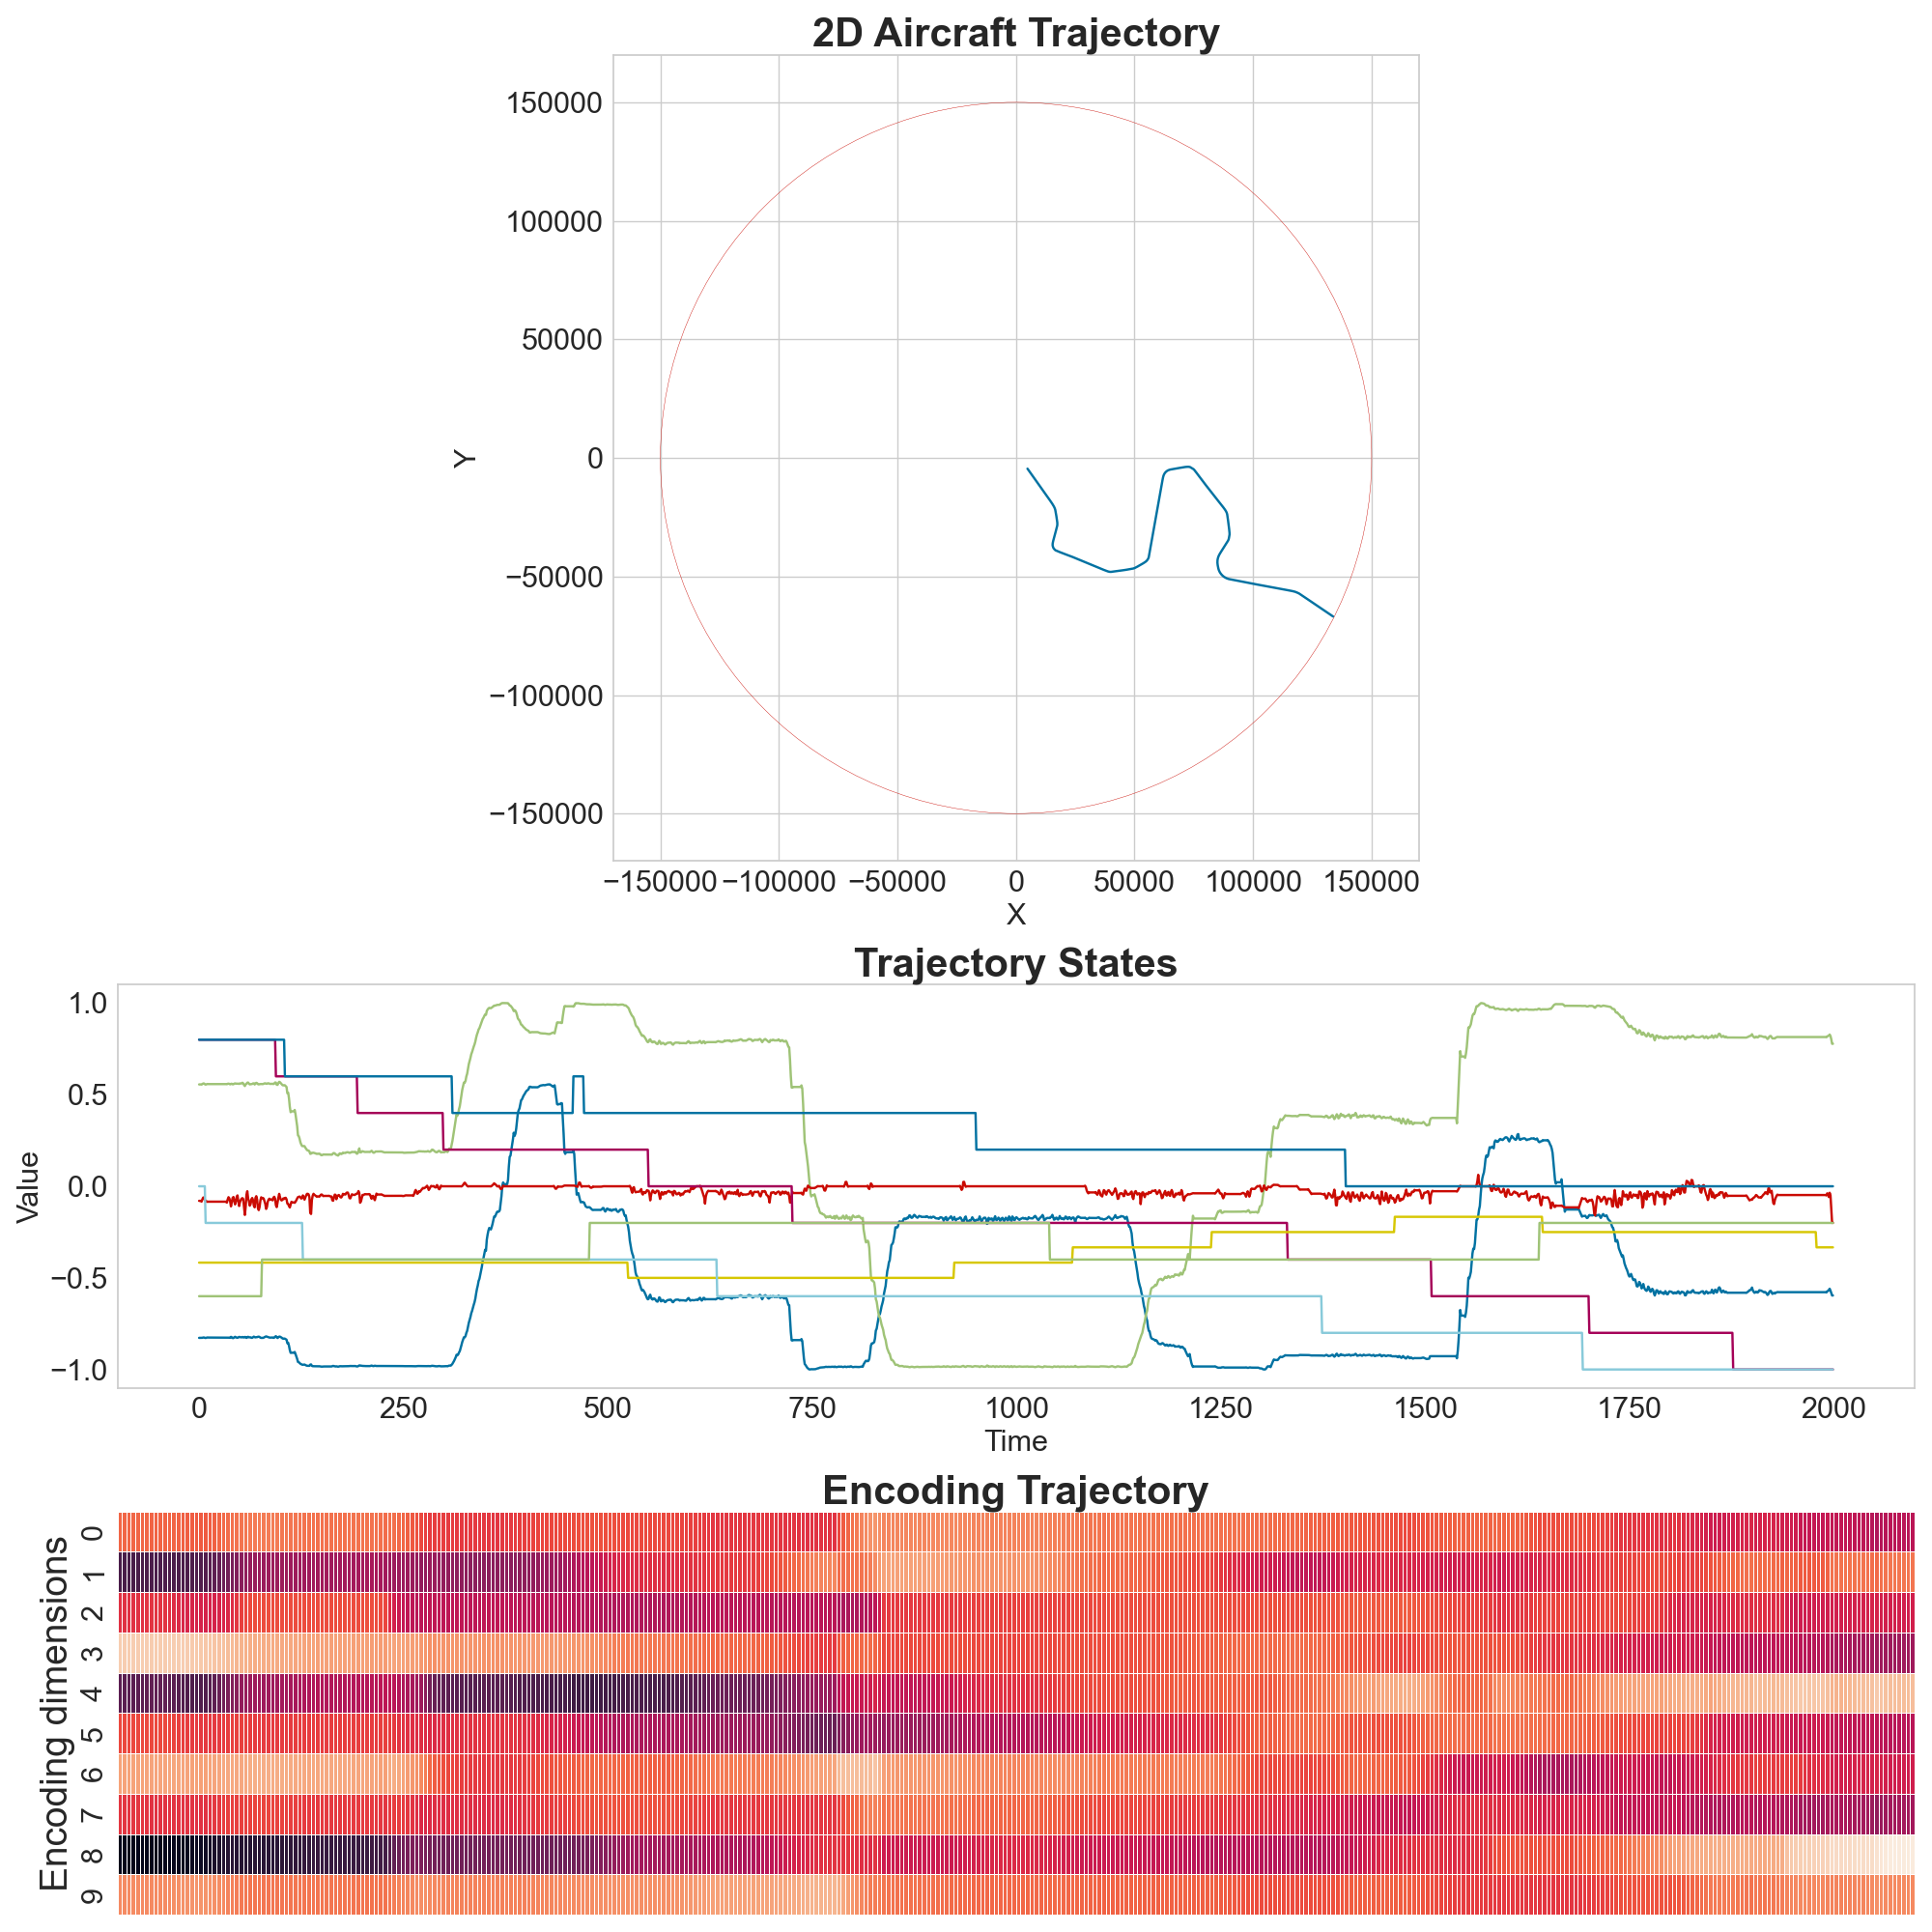 2D Aircraft Trajectory
150000
100000
50000
0
−50000
−100000
−150000
Y
−150000 −100000 −50000 0 50000 100000 150000
X
Trajectory States
1.0
0.5
0.0
−0.5
−1.0
Value
0 250 500 750 1000 1250 1500 1750 2000
Time
Encoding Trajectory
Encoding dimensions
0
1
2
3
4
5
6
7
8
9